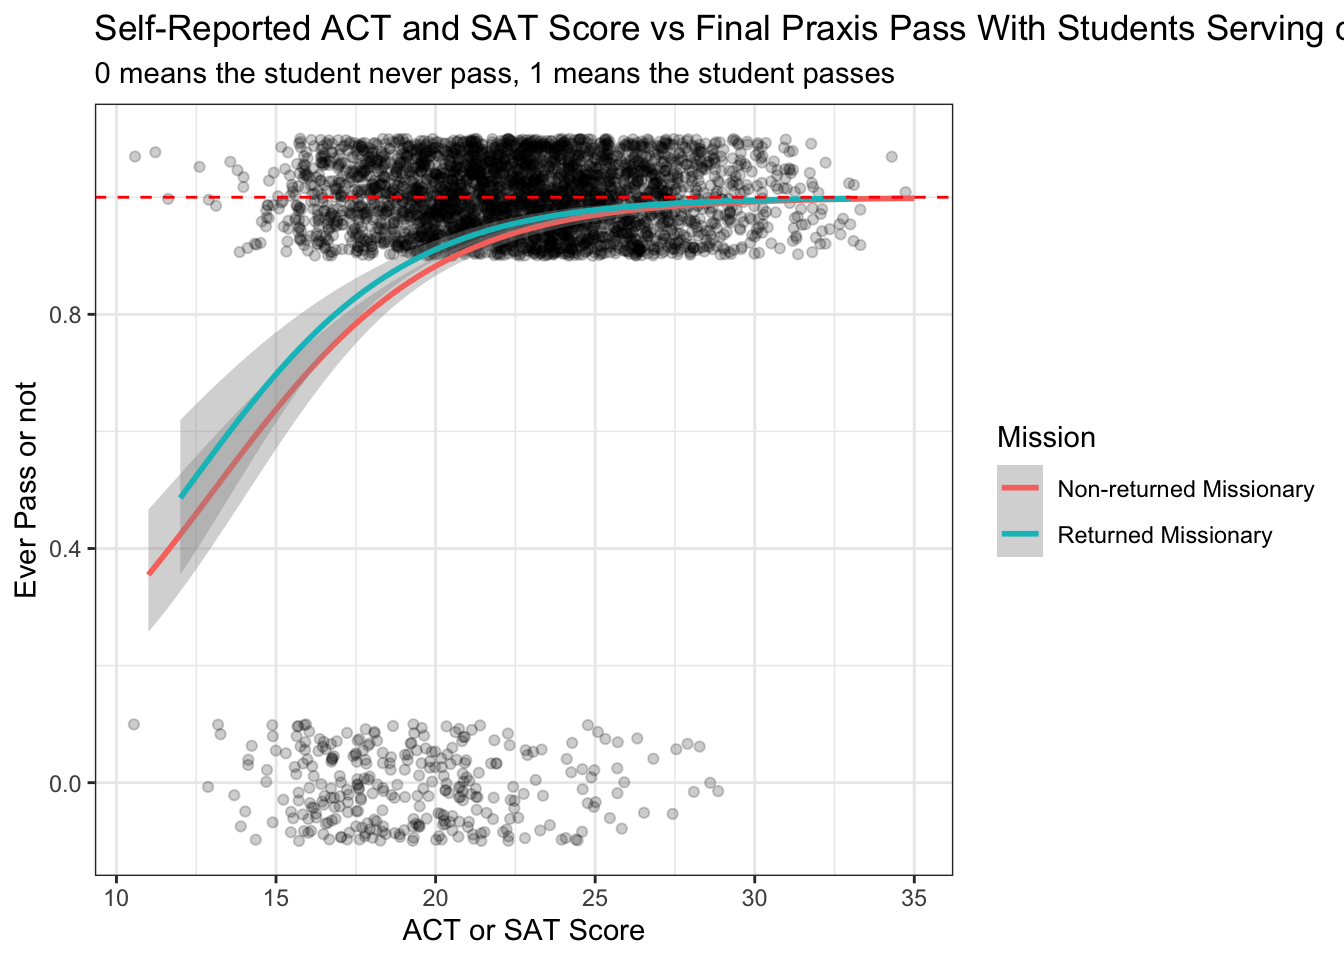 Self-Reported ACT and SAT Score vs Final Praxis Pass With Students Serving
0 means the student never pass, 1 means the student passes
Ever Pass or not
0.8
0.4
0.0
10 15 20 25 30 35
ACT or SAT Score
Mission
Non-returned Missionary
Returned Missionary